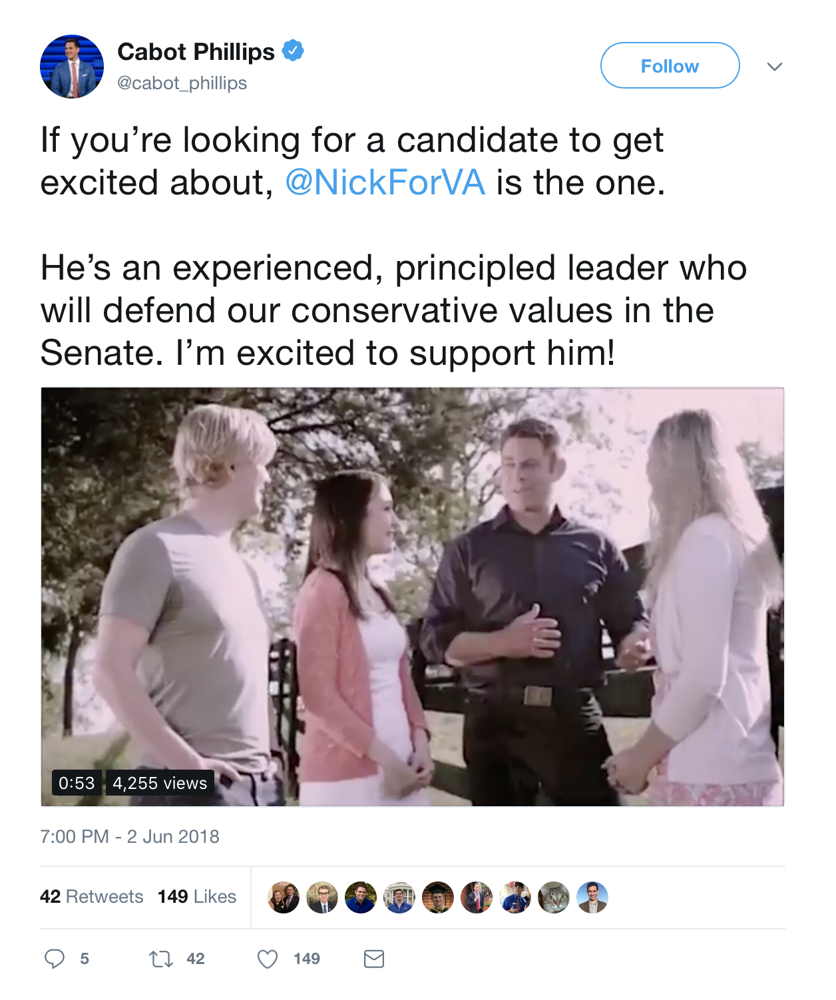 Cabot Phillips
@cabot_phillips
Follow
If you’re looking for a candidate to get
excited about, @NickForVA is the one.
He’s an experienced, principled leader who
will defend our conservative values in the
Senate. I’m excited to support him!
0:53 4,255 views
7:00 PM - 2 Jun 2018
42 Retweets 149 Likes
5 42 149